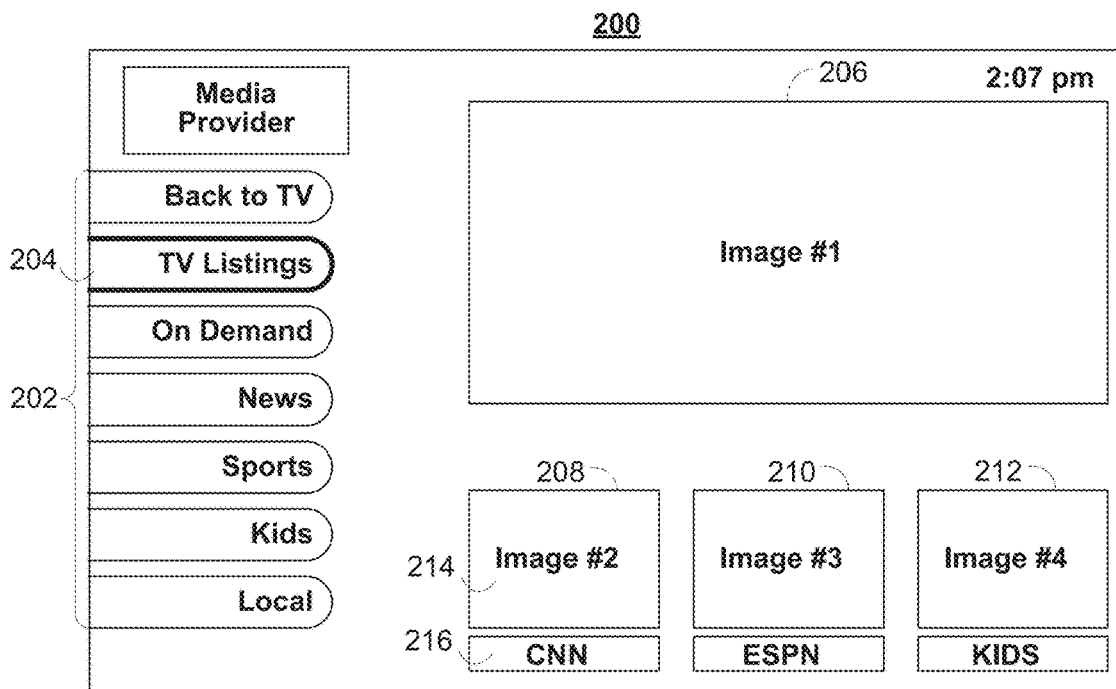 200
206
2:07 pm
Media
Provider
Back to TV
204
TV Listings
Image #1
On Demand
202
News
Sports
208
210
212
Kids
214
Image #2
Image #3
Image #4
Local
216
CNN
ESPN
KIDS